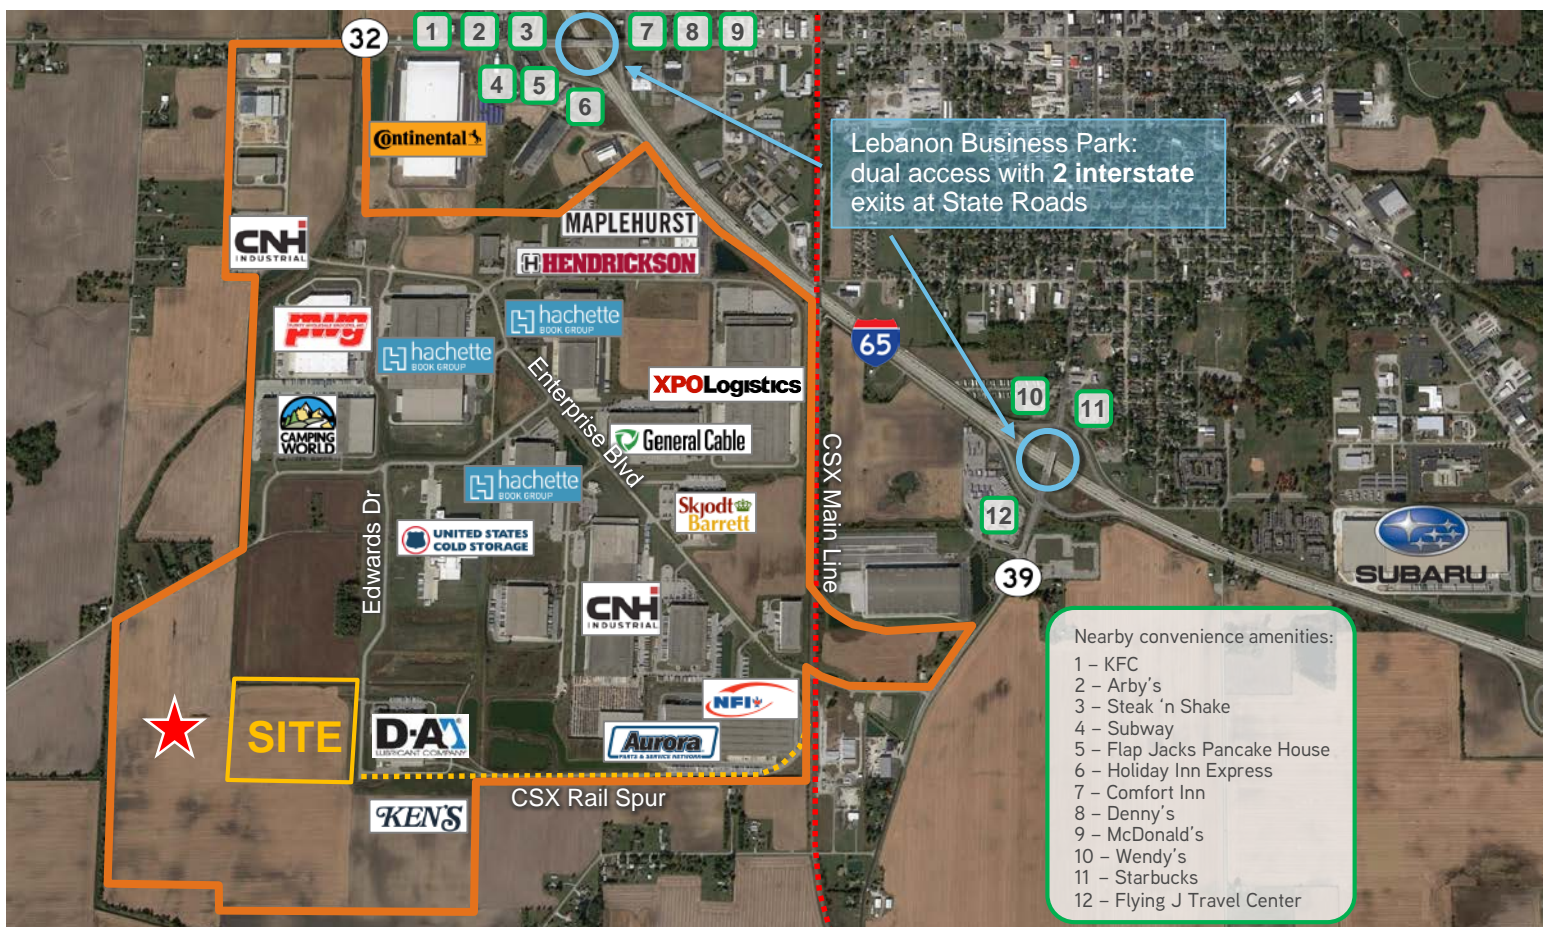 32
1
2
3
7
8
9
4
5
6
Continental
Lebanon Business Park:
dual access with 2 interstate
exits at State Roads
MAPLEHURST
CNH
INDUSTRIAL
HENDRICKSON
pwg
hachette
BOOK GROUP
hachette
BOOK GROUP
65
Enterprise Blvd
XPOLogistics
10
11
CAMPING
WORLD
General Cable
CSX Main Line
hachette
BOOK GROUP
Edwards Dr
Skjodt
Barrett
12
UNITED STATES
COLD STORAGE
SUBARU
39
CNH
INDUSTRIAL
SITE
D-A
LUBRICANT COMPANY
NFI
Aurora
PARTS & SERVICE NETWORK
CSX Rail Spur
KEN'S
Nearby convenience amenities:
1 – KFC
2 – Arby's
3 – Steak 'n Shake
4 – Subway
5 – Flap Jacks Pancake House
6 – Holiday Inn Express
7 – Comfort Inn
8 – Denny's
9 – McDonald's
10 – Wendy's
11 – Starbucks
12 – Flying J Travel Center